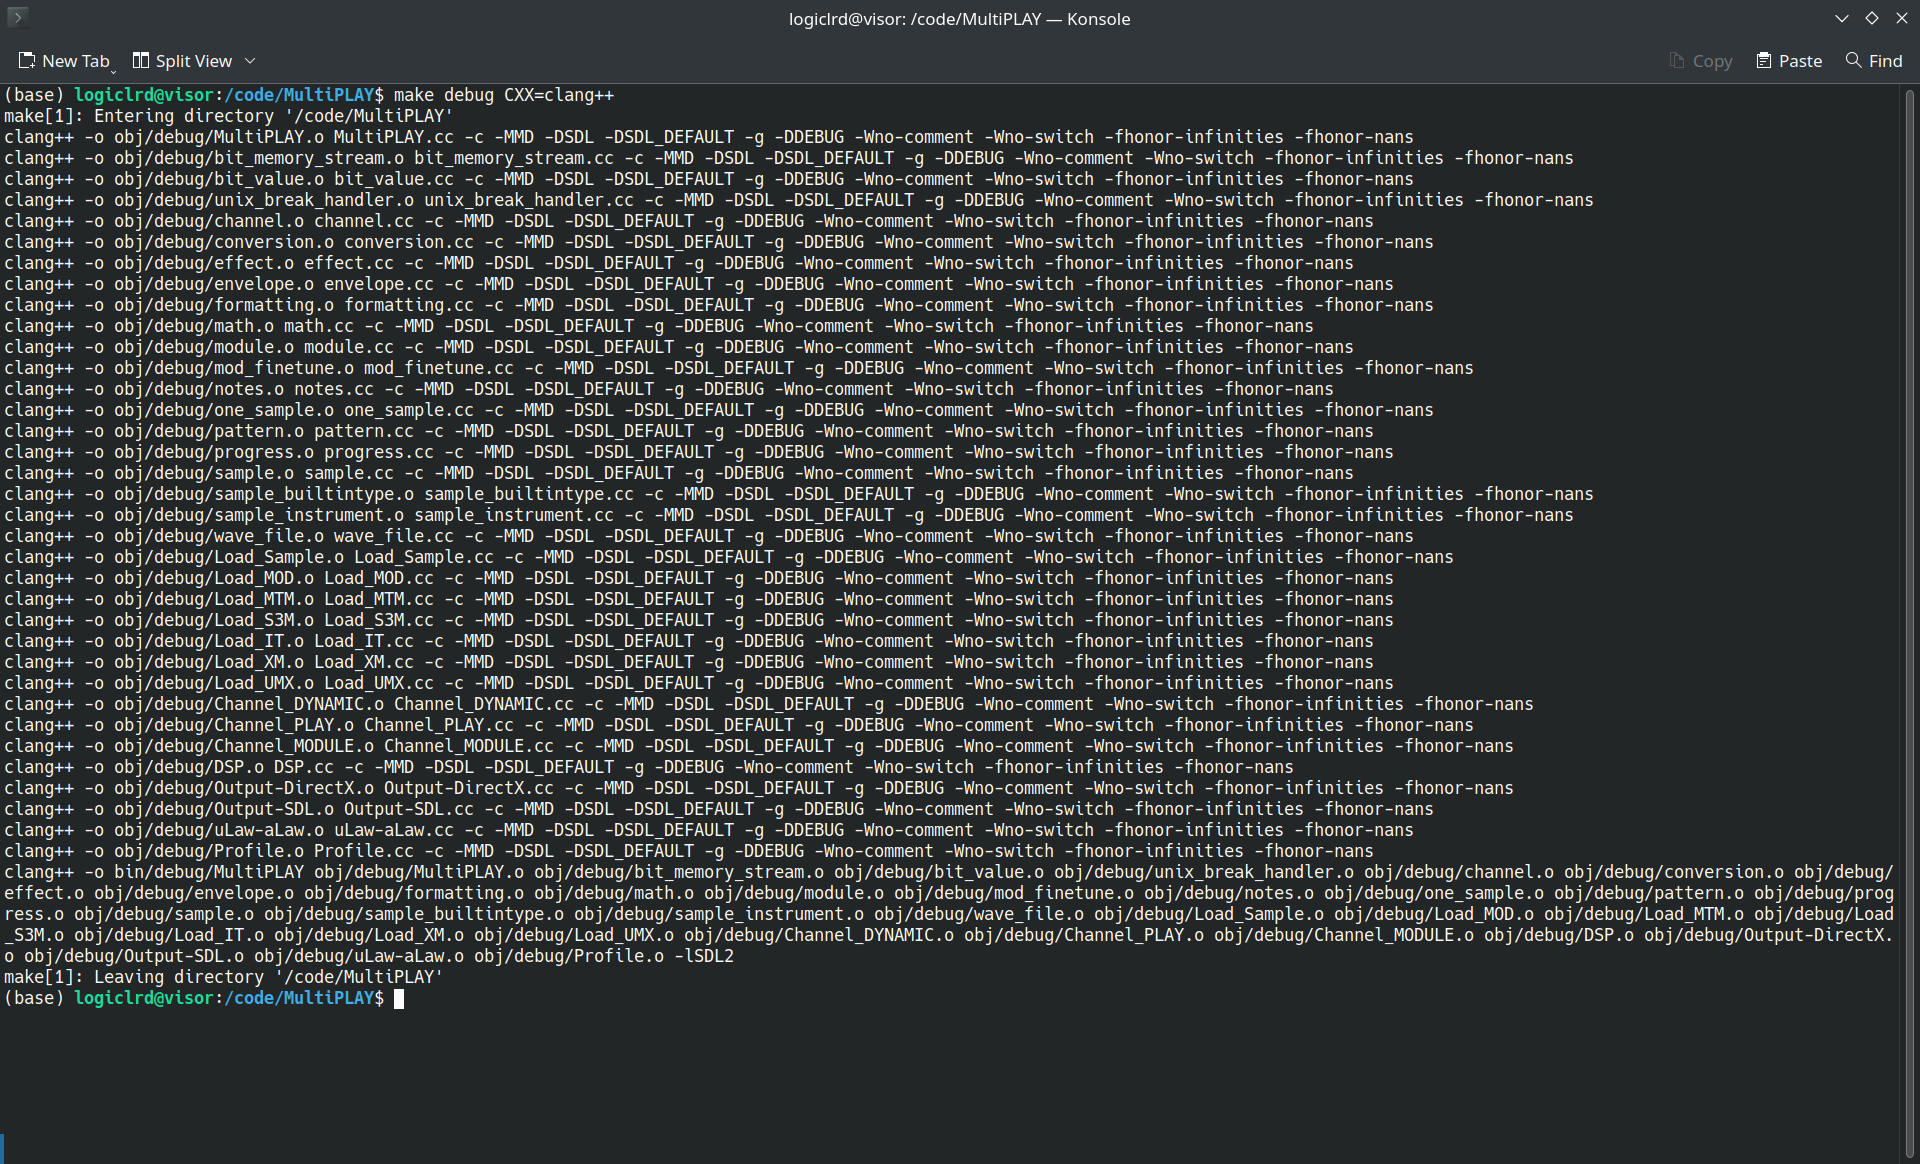 logiclrd@visor: /code/MultiPLAY — Konsole
New Tab Split View Copy Paste Find
(base) logiclrd@visor:/code/MultiPLAY$ make debug CXX=clang++
make[1]: Entering directory '/code/MultiPLAY'
clang++ -o obj/debug/MultiPLAY.o MultiPLAY.cc -c -MMD -DSDL -DSDL_DEFAULT -g -DDEBUG -Wno-comment -Wno-switch -fhonor-infinities -fhonor-nans
clang++ -o obj/debug/bit_memory_stream.o bit_memory_stream.cc -c -MMD -DSDL -DSDL_DEFAULT -g -DDEBUG -Wno-comment -Wno-switch -fhonor-infinities -fhonor-nans
clang++ -o obj/debug/bit_value.o bit_value.cc -c -MMD -DSDL -DSDL_DEFAULT -g -DDEBUG -Wno-comment -Wno-switch -fhonor-infinities -fhonor-nans
clang++ -o obj/debug/unix_break_handler.o unix_break_handler.cc -c -MMD -DSDL -DSDL_DEFAULT -g -DDEBUG -Wno-comment -Wno-switch -fhonor-infinities -fhonor-nans
clang++ -o obj/debug/channel.o channel.cc -c -MMD -DSDL -DSDL_DEFAULT -g -DDEBUG -Wno-comment -Wno-switch -fhonor-infinities -fhonor-nans
clang++ -o obj/debug/conversion.o conversion.cc -c -MMD -DSDL -DSDL_DEFAULT -g -DDEBUG -Wno-comment -Wno-switch -fhonor-infinities -fhonor-nans
clang++ -o obj/debug/effect.o effect.cc -c -MMD -DSDL -DSDL_DEFAULT -g -DDEBUG -Wno-comment -Wno-switch -fhonor-infinities -fhonor-nans
clang++ -o obj/debug/envelope.o envelope.cc -c -MMD -DSDL -DSDL_DEFAULT -g -DDEBUG -Wno-comment -Wno-switch -fhonor-infinities -fhonor-nans
clang++ -o obj/debug/formatting.o formatting.cc -c -MMD -DSDL -DSDL_DEFAULT -g -DDEBUG -Wno-comment -Wno-switch -fhonor-infinities -fhonor-nans
clang++ -o obj/debug/math.o math.cc -c -MMD -DSDL -DSDL_DEFAULT -g -DDEBUG -Wno-comment -Wno-switch -fhonor-infinities -fhonor-nans
clang++ -o obj/debug/module.o module.cc -c -MMD -DSDL -DSDL_DEFAULT -g -DDEBUG -Wno-comment -Wno-switch -fhonor-infinities -fhonor-nans
clang++ -o obj/debug/mod_finetune.o mod_finetune.cc -c -MMD -DSDL -DSDL_DEFAULT -g -DDEBUG -Wno-comment -Wno-switch -fhonor-infinities -fhonor-nans
clang++ -o obj/debug/notes.o notes.cc -c -MMD -DSDL -DSDL_DEFAULT -g -DDEBUG -Wno-comment -Wno-switch -fhonor-infinities -fhonor-nans
clang++ -o obj/debug/one_sample.o one_sample.cc -c -MMD -DSDL -DSDL_DEFAULT -g -DDEBUG -Wno-comment -Wno-switch -fhonor-infinities -fhonor-nans
clang++ -o obj/debug/pattern.o pattern.cc -c -MMD -DSDL -DSDL_DEFAULT -g -DDEBUG -Wno-comment -Wno-switch -fhonor-infinities -fhonor-nans
clang++ -o obj/debug/progress.o progress.cc -c -MMD -DSDL -DSDL_DEFAULT -g -DDEBUG -Wno-comment -Wno-switch -fhonor-infinities -fhonor-nans
clang++ -o obj/debug/sample.o sample.cc -c -MMD -DSDL -DSDL_DEFAULT -g -DDEBUG -Wno-comment -Wno-switch -fhonor-infinities -fhonor-nans
clang++ -o obj/debug/sample_builtintype.o sample_builtintype.cc -c -MMD -DSDL -DSDL_DEFAULT -g -DDEBUG -Wno-comment -Wno-switch -fhonor-infinities -fhonor-nans
clang++ -o obj/debug/sample_instrument.o sample_instrument.cc -c -MMD -DSDL -DSDL_DEFAULT -g -DDEBUG -Wno-comment -Wno-switch -fhonor-infinities -fhonor-nans
clang++ -o obj/debug/wave_file.o wave_file.cc -c -MMD -DSDL -DSDL_DEFAULT -g -DDEBUG -Wno-comment -Wno-switch -fhonor-infinities -fhonor-nans
clang++ -o obj/debug/Load_Sample.o Load_Sample.cc -c -MMD -DSDL -DSDL_DEFAULT -g -DDEBUG -Wno-comment -Wno-switch -fhonor-infinities -fhonor-nans
clang++ -o obj/debug/Load_MOD.o Load_MOD.cc -c -MMD -DSDL -DSDL_DEFAULT -g -DDEBUG -Wno-comment -Wno-switch -fhonor-infinities -fhonor-nans
clang++ -o obj/debug/Load_MTM.o Load_MTM.cc -c -MMD -DSDL -DSDL_DEFAULT -g -DDEBUG -Wno-comment -Wno-switch -fhonor-infinities -fhonor-nans
clang++ -o obj/debug/Load_S3M.o Load_S3M.cc -c -MMD -DSDL -DSDL_DEFAULT -g -DDEBUG -Wno-comment -Wno-switch -fhonor-infinities -fhonor-nans
clang++ -o obj/debug/Load_IT.o Load_IT.cc -c -MMD -DSDL -DSDL_DEFAULT -g -DDEBUG -Wno-comment -Wno-switch -fhonor-infinities -fhonor-nans
clang++ -o obj/debug/Load_XM.o Load_XM.cc -c -MMD -DSDL -DSDL_DEFAULT -g -DDEBUG -Wno-comment -Wno-switch -fhonor-infinities -fhonor-nans
clang++ -o obj/debug/Load_UMX.o Load_UMX.cc -c -MMD -DSDL -DSDL_DEFAULT -g -DDEBUG -Wno-comment -Wno-switch -fhonor-infinities -fhonor-nans
clang++ -o obj/debug/Channel_DYNAMIC.o Channel_DYNAMIC.cc -c -MMD -DSDL -DSDL_DEFAULT -g -DDEBUG -Wno-comment -Wno-switch -fhonor-infinities -fhonor-nans
clang++ -o obj/debug/Channel_PLAY.o Channel_PLAY.cc -c -MMD -DSDL -DSDL_DEFAULT -g -DDEBUG -Wno-comment -Wno-switch -fhonor-infinities -fhonor-nans
clang++ -o obj/debug/Channel_MODULE.o Channel_MODULE.cc -c -MMD -DSDL -DSDL_DEFAULT -g -DDEBUG -Wno-comment -Wno-switch -fhonor-infinities -fhonor-nans
clang++ -o obj/debug/DSP.o DSP.cc -c -MMD -DSDL -DSDL_DEFAULT -g -DDEBUG -Wno-comment -Wno-switch -fhonor-infinities -fhonor-nans
clang++ -o obj/debug/Output-DirectX.o Output-DirectX.cc -c -MMD -DSDL -DSDL_DEFAULT -g -DDEBUG -Wno-comment -Wno-switch -fhonor-infinities -fhonor-nans
clang++ -o obj/debug/Output-SDL.o Output-SDL.cc -c -MMD -DSDL -DSDL_DEFAULT -g -DDEBUG -Wno-comment -Wno-switch -fhonor-infinities -fhonor-nans
clang++ -o obj/debug/uLaw-aLaw.o uLaw-aLaw.cc -c -MMD -DSDL -DSDL_DEFAULT -g -DDEBUG -Wno-comment -Wno-switch -fhonor-infinities -fhonor-nans
clang++ -o obj/debug/Profile.o Profile.cc -c -MMD -DSDL -DSDL_DEFAULT -g -DDEBUG -Wno-comment -Wno-switch -fhonor-infinities -fhonor-nans
clang++ -o bin/debug/MultiPLAY obj/debug/MultiPLAY.o obj/debug/bit_memory_stream.o obj/debug/bit_value.o obj/debug/unix_break_handler.o obj/debug/channel.o obj/debug/conversion.o obj/debug/
effect.o obj/debug/envelope.o obj/debug/formatting.o obj/debug/math.o obj/debug/module.o obj/debug/mod_finetune.o obj/debug/notes.o obj/debug/one_sample.o obj/debug/pattern.o obj/debug/prog
ress.o obj/debug/sample.o obj/debug/sample_builtintype.o obj/debug/sample_instrument.o obj/debug/wave_file.o obj/debug/Load_Sample.o obj/debug/Load_MOD.o obj/debug/Load_MTM.o obj/debug/Load
_S3M.o obj/debug/Load_IT.o obj/debug/Load_XM.o obj/debug/Load_UMX.o obj/debug/Channel_DYNAMIC.o obj/debug/Channel_PLAY.o obj/debug/Channel_MODULE.o obj/debug/DSP.o obj/debug/Output-DirectX.
o obj/debug/Output-SDL.o obj/debug/uLaw-aLaw.o obj/debug/Profile.o -lSDL2
make[1]: Leaving directory '/code/MultiPLAY'
(base) logiclrd@visor:/code/MultiPLAY$